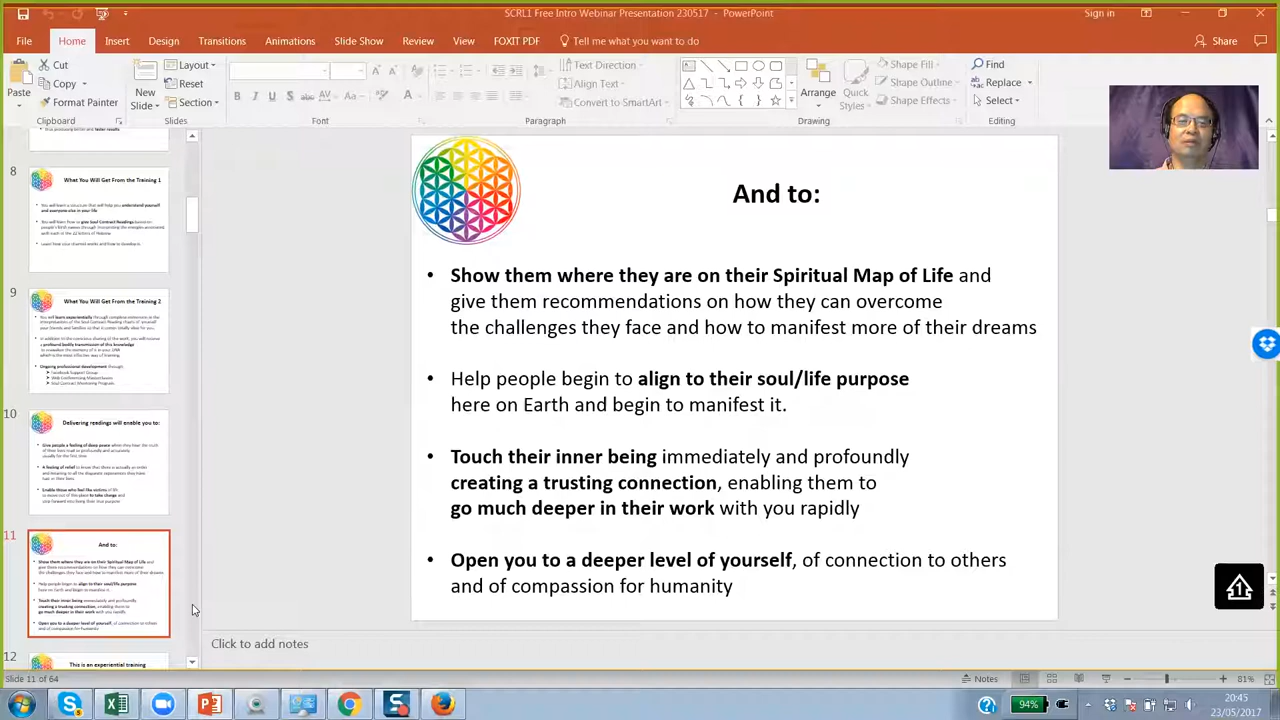 SCRL1 Free Intro Webinar Presentation 230517 - PowerPoint
Sign in
File Home Insert Design Transitions Animations Slide Show Review View FOXIT PDF Tell me what you want to do
Share
Paste
Cut
Copy
Format Painter
Clipboard
New Slide
Layout
Reset
Section
Slides
Font
Text Direction
Align Text
Convert to SmartArt
Paragraph
Arrange
Quick Styles
Shape Fill
Shape Outline
Shape Effects
Drawing
Find
Replace
Select
Editing
8
What You Will Get From the Training 1
9
What You Will Get From the Training 2
10
Delivering readings will enable you to:
11
And to:
12
This is an experiential training
And to:
• Show them where they are on their Spiritual Map of Life and
give them recommendations on how they can overcome
the challenges they face and how to manifest more of their dreams
• Help people begin to align to their soul/life purpose
here on Earth and begin to manifest it.
• Touch their inner being immediately and profoundly
creating a trusting connection, enabling them to
go much deeper in their work with you rapidly
• Open you to a deeper level of yourself, of connection to others
and of compassion for humanity
Click to add notes
Slide 11 of 64
Notes
81%
94%
20:45
23/05/2017